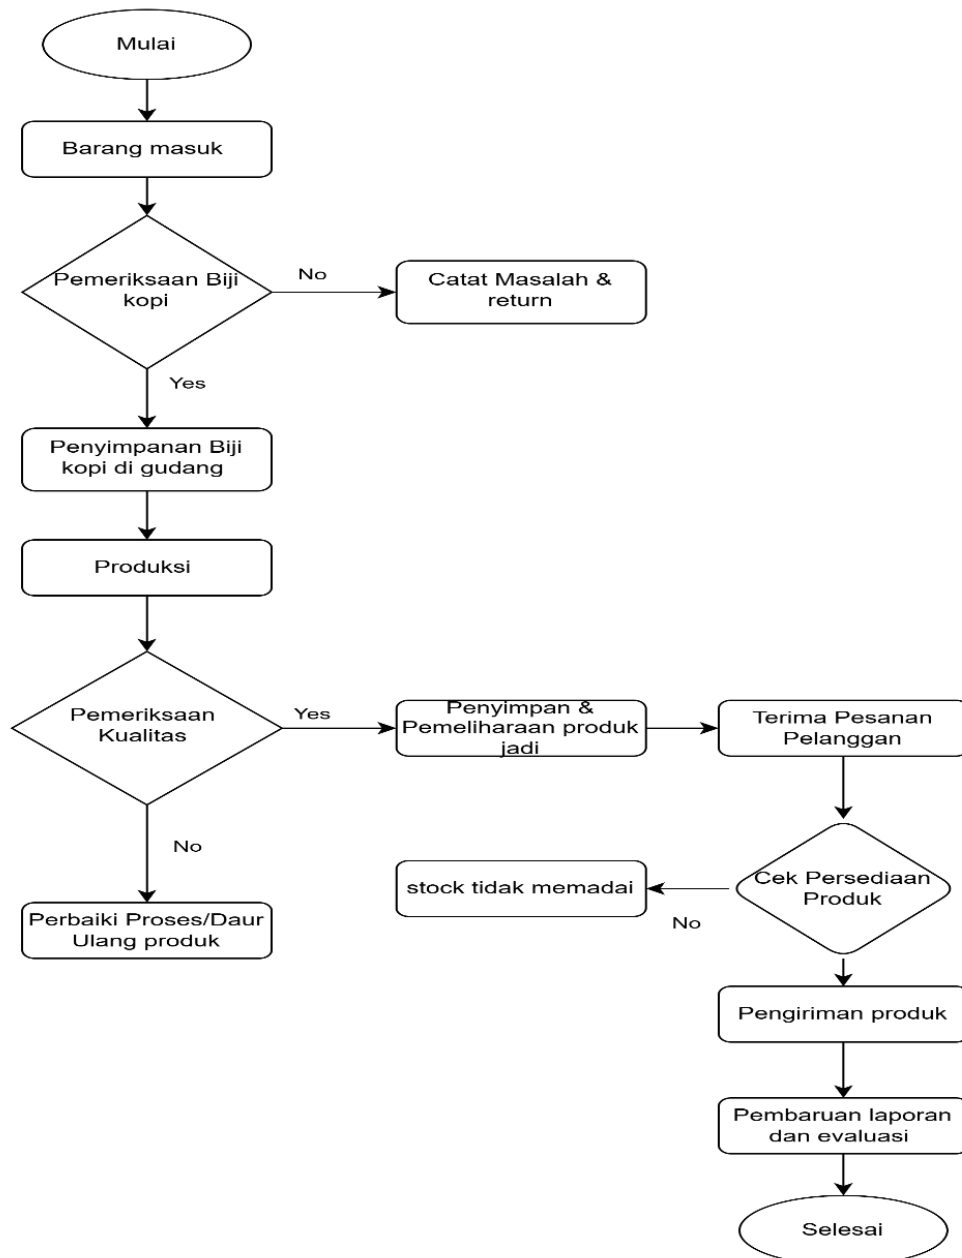 Mulai
Barang masuk
Pemeriksaan Biji
kopi
No
Catat Masalah &
return
Yes
Penyimpanan Biji
kopi di gudang
Produksi
Pemeriksaan
Kualitas
Yes
Penyimpan &
Pemeliharaan produk
jadi
Terima Pesanan
Pelanggan
No
Cek Persediaan
Produk
No
stock tidak memadai
Perbaiki Proses/Daur
Ulang produk
Pengiriman produk
Pembaruan laporan
dan evaluasi
Selesai